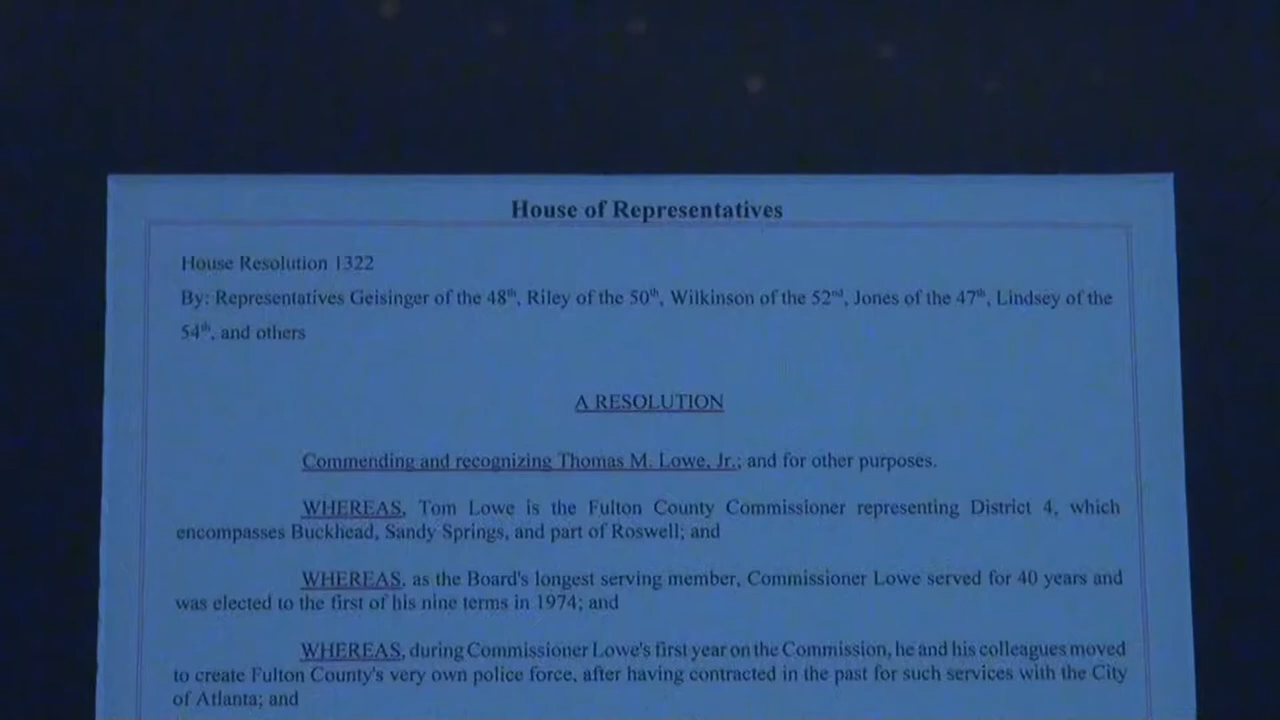 House of Representatives
House Resolution 1322
By: Representatives Geisinger of the 48th, Riley of the 50th, Wilkinson of the 52nd, Jones of the 47th, Lindsey of the
54th, and others
A RESOLUTION
Commending and recognizing Thomas M. Lowe, Jr.; and for other purposes.
WHEREAS, Tom Lowe is the Fulton County Commissioner representing District 4, which
encompasses Buckhead, Sandy Springs, and part of Roswell; and
WHEREAS, as the Board's longest serving member, Commissioner Lowe served for 40 years and
was elected to the first of his nine terms in 1974; and
WHEREAS, during Commissioner Lowe's first year on the Commission, he and his colleagues moved
to create Fulton County's very own police force, after having contracted in the past for such services with the City
of Atlanta; and